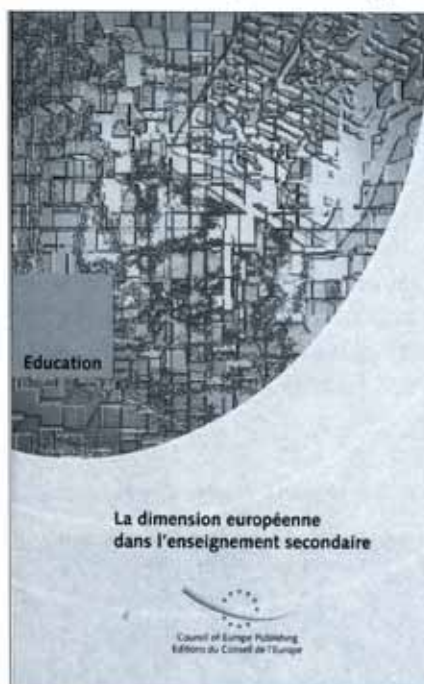 Education
La dimension européenne
dans l'enseignement secondaire
Council of Europe Publishing
Editions du Conseil de l'Europe